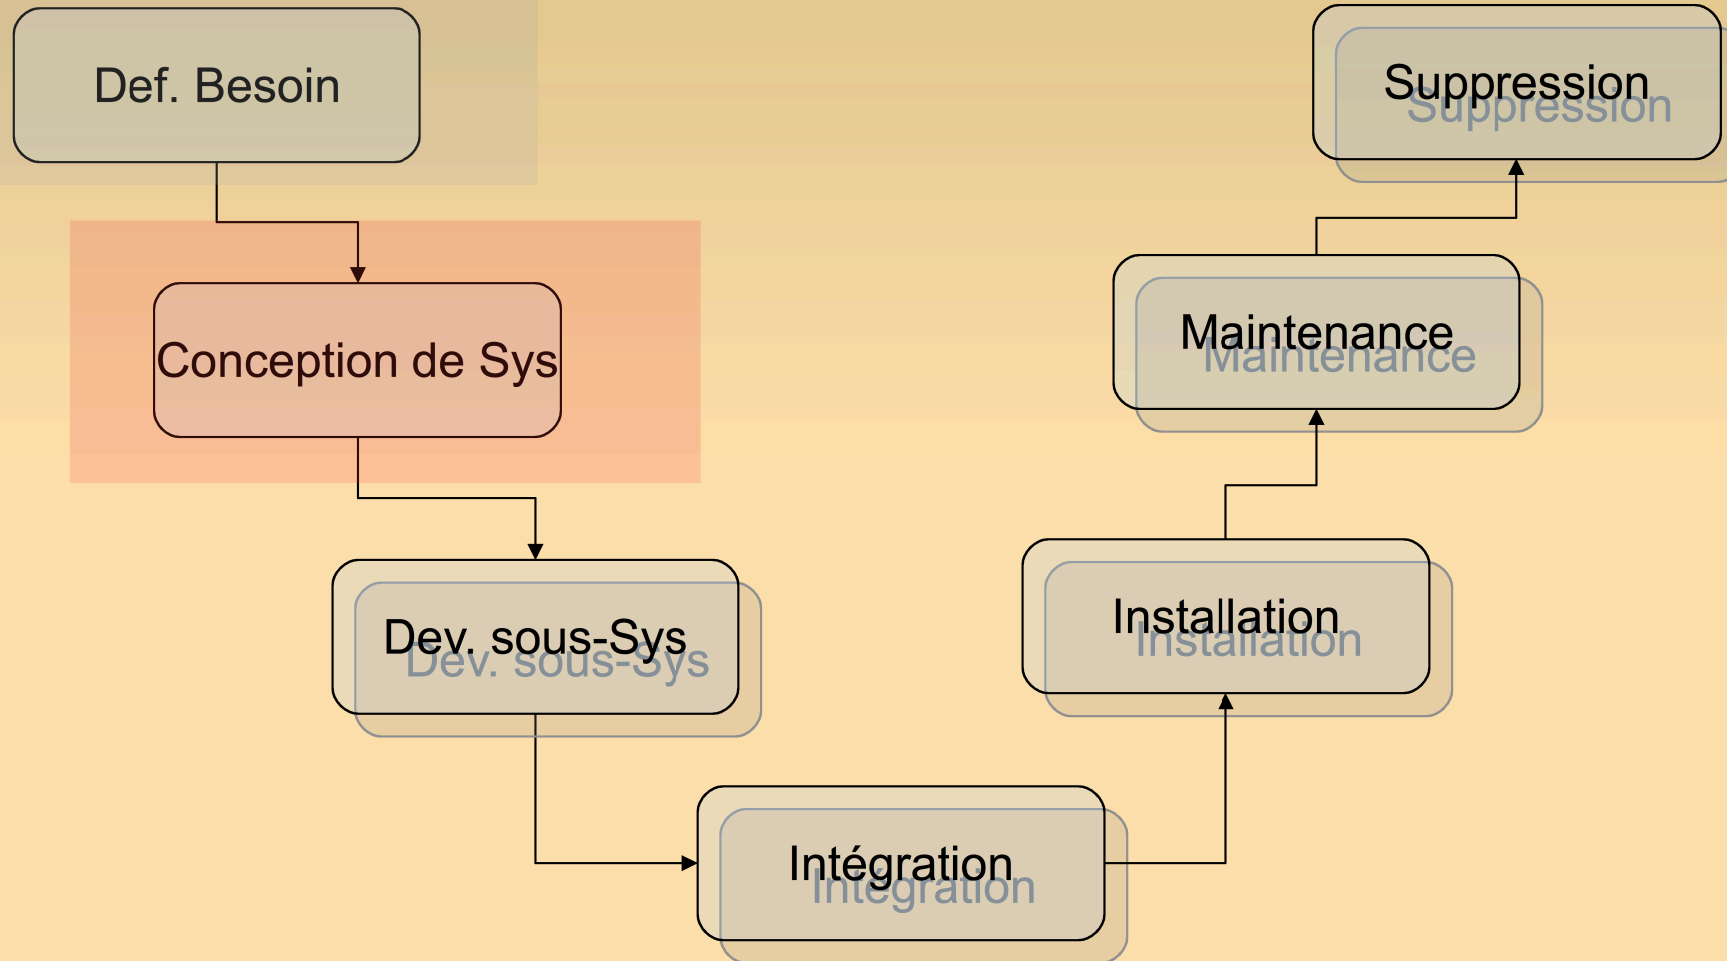 Def. Besoin
Conception de Sys
Dev. sous-Sys
Intégration
Installation
Maintenance
Suppression